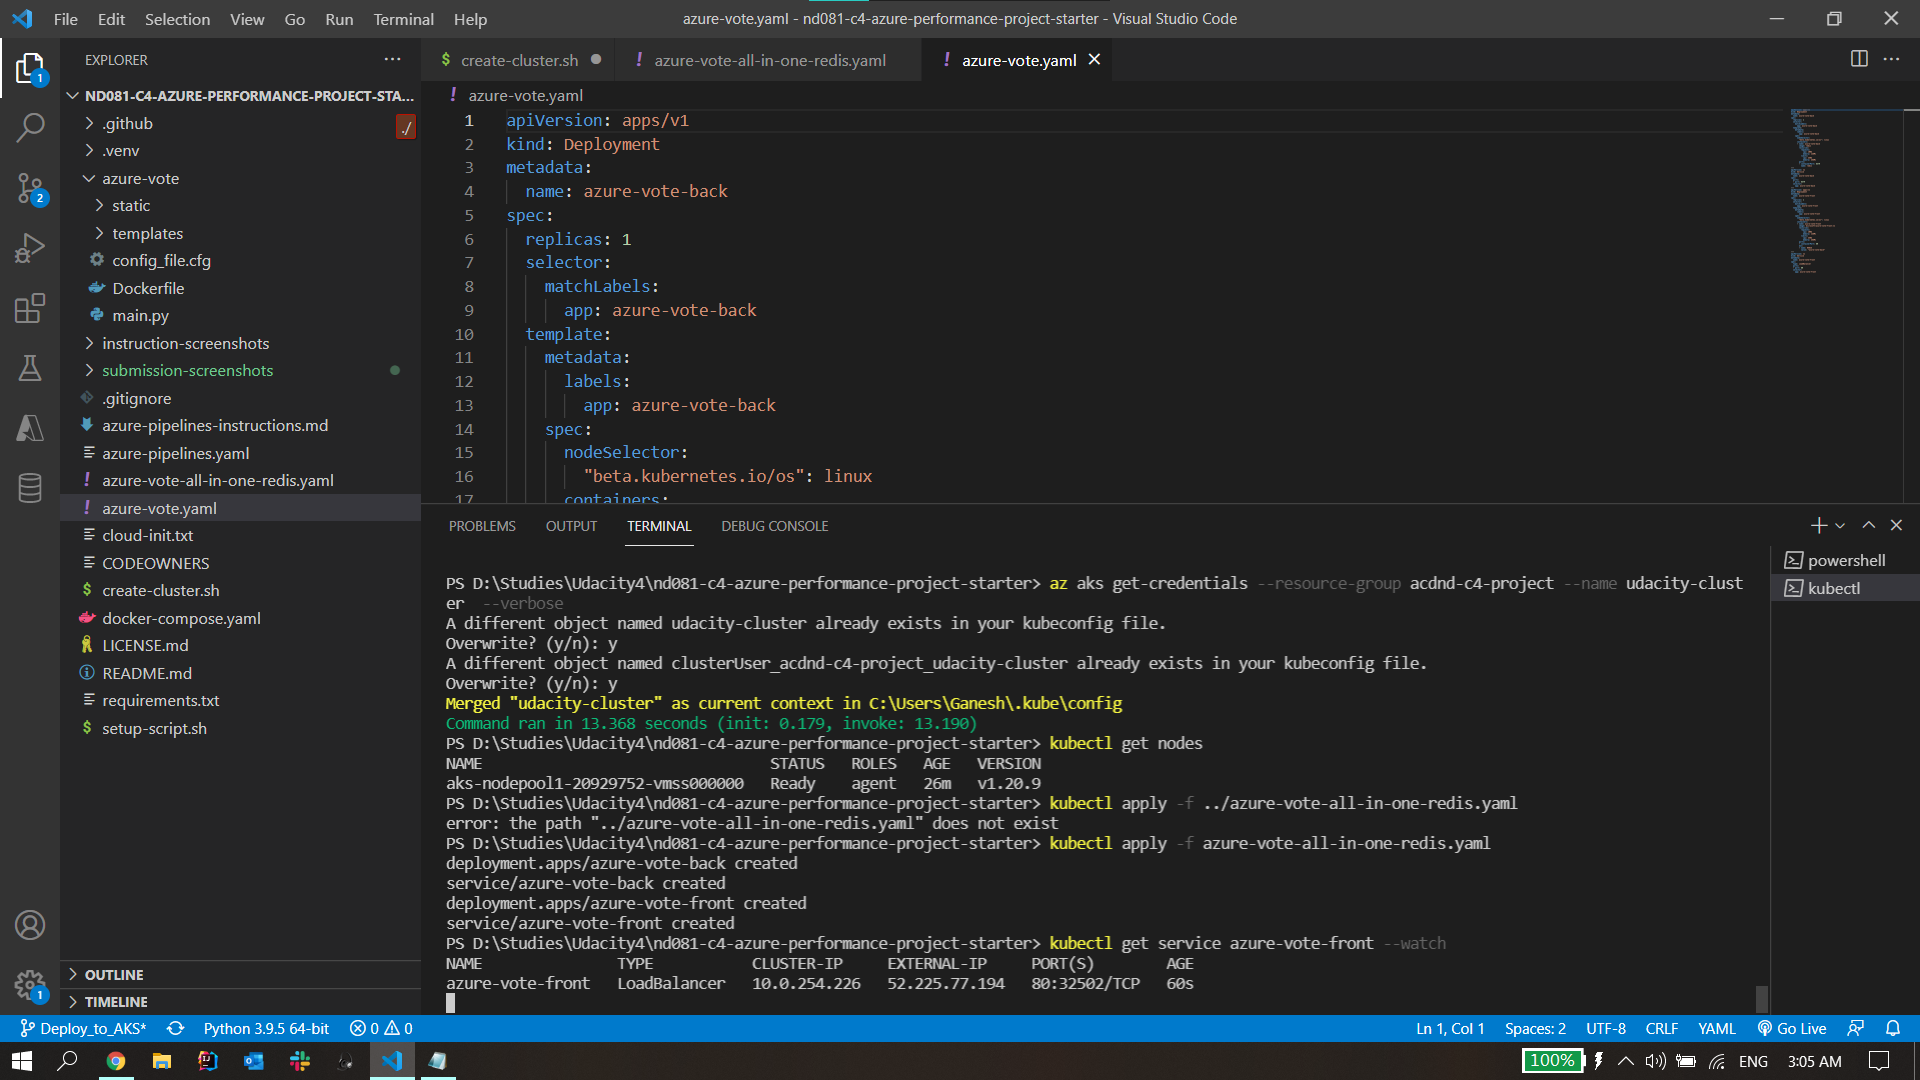 File Edit Selection View Go Run Terminal Help
azure-vote.yaml - nd081-c4-azure-performance-project-starter - Visual Studio Code
EXPLORER
ND081-C4-AZURE-PERFORMANCE-PROJECT-STA...
.github
./
.venv
azure-vote
static
templates
config_file.cfg
Dockerfile
main.py
instruction-screenshots
submission-screenshots
.gitignore
azure-pipelines-instructions.md
azure-pipelines.yaml
azure-vote-all-in-one-redis.yaml
azure-vote.yaml
cloud-init.txt
CODEOWNERS
create-cluster.sh
docker-compose.yaml
LICENSE.md
README.md
requirements.txt
setup-script.sh
OUTLINE
TIMELINE
1
2
1
$ create-cluster.sh
! azure-vote-all-in-one-redis.yaml
! azure-vote.yaml
! azure-vote.yaml
1 apiVersion: apps/v1
2 kind: Deployment
3 metadata:
4 name: azure-vote-back
5 spec:
6 replicas: 1
7 selector:
8 matchLabels:
9 app: azure-vote-back
10 template:
11 metadata:
12 labels:
13 app: azure-vote-back
14 spec:
15 nodeSelector:
16 "beta.kubernetes.io/os": linux
17 containers:
PROBLEMS OUTPUT TERMINAL DEBUG CONSOLE
powershell
kubectl
PS D:\Studies\Udacity4\nd081-c4-azure-performance-project-starter> az aks get-credentials --resource-group acdnd-c4-project --name udacity-clust
er --verbose
A different object named udacity-cluster already exists in your kubeconfig file.
Overwrite? (y/n): y
A different object named clusterUser_acdnd-c4-project_udacity-cluster already exists in your kubeconfig file.
Overwrite? (y/n): y
Merged "udacity-cluster" as current context in C:\Users\Ganesh\.kube\config
Command ran in 13.368 seconds (init: 0.179, invoke: 13.190)
PS D:\Studies\Udacity4\nd081-c4-azure-performance-project-starter> kubectl get nodes
NAME STATUS ROLES AGE VERSION
aks-nodepool1-20929752-vmss000000 Ready agent 26m v1.20.9
PS D:\Studies\Udacity4\nd081-c4-azure-performance-project-starter> kubectl apply -f ../azure-vote-all-in-one-redis.yaml
error: the path "../azure-vote-all-in-one-redis.yaml" does not exist
PS D:\Studies\Udacity4\nd081-c4-azure-performance-project-starter> kubectl apply -f azure-vote-all-in-one-redis.yaml
deployment.apps/azure-vote-back created
service/azure-vote-back created
deployment.apps/azure-vote-front created
service/azure-vote-front created
PS D:\Studies\Udacity4\nd081-c4-azure-performance-project-starter> kubectl get service azure-vote-front --watch
NAME TYPE CLUSTER-IP EXTERNAL-IP PORT(S) AGE
azure-vote-front LoadBalancer 10.0.254.226 52.225.77.194 80:32502/TCP 60s
Deploy_to_AKS* Python 3.9.5 64-bit 0 0
Ln 1, Col 1 Spaces: 2 UTF-8 CRLF YAML Go Live
100% ENG 3:05 AM